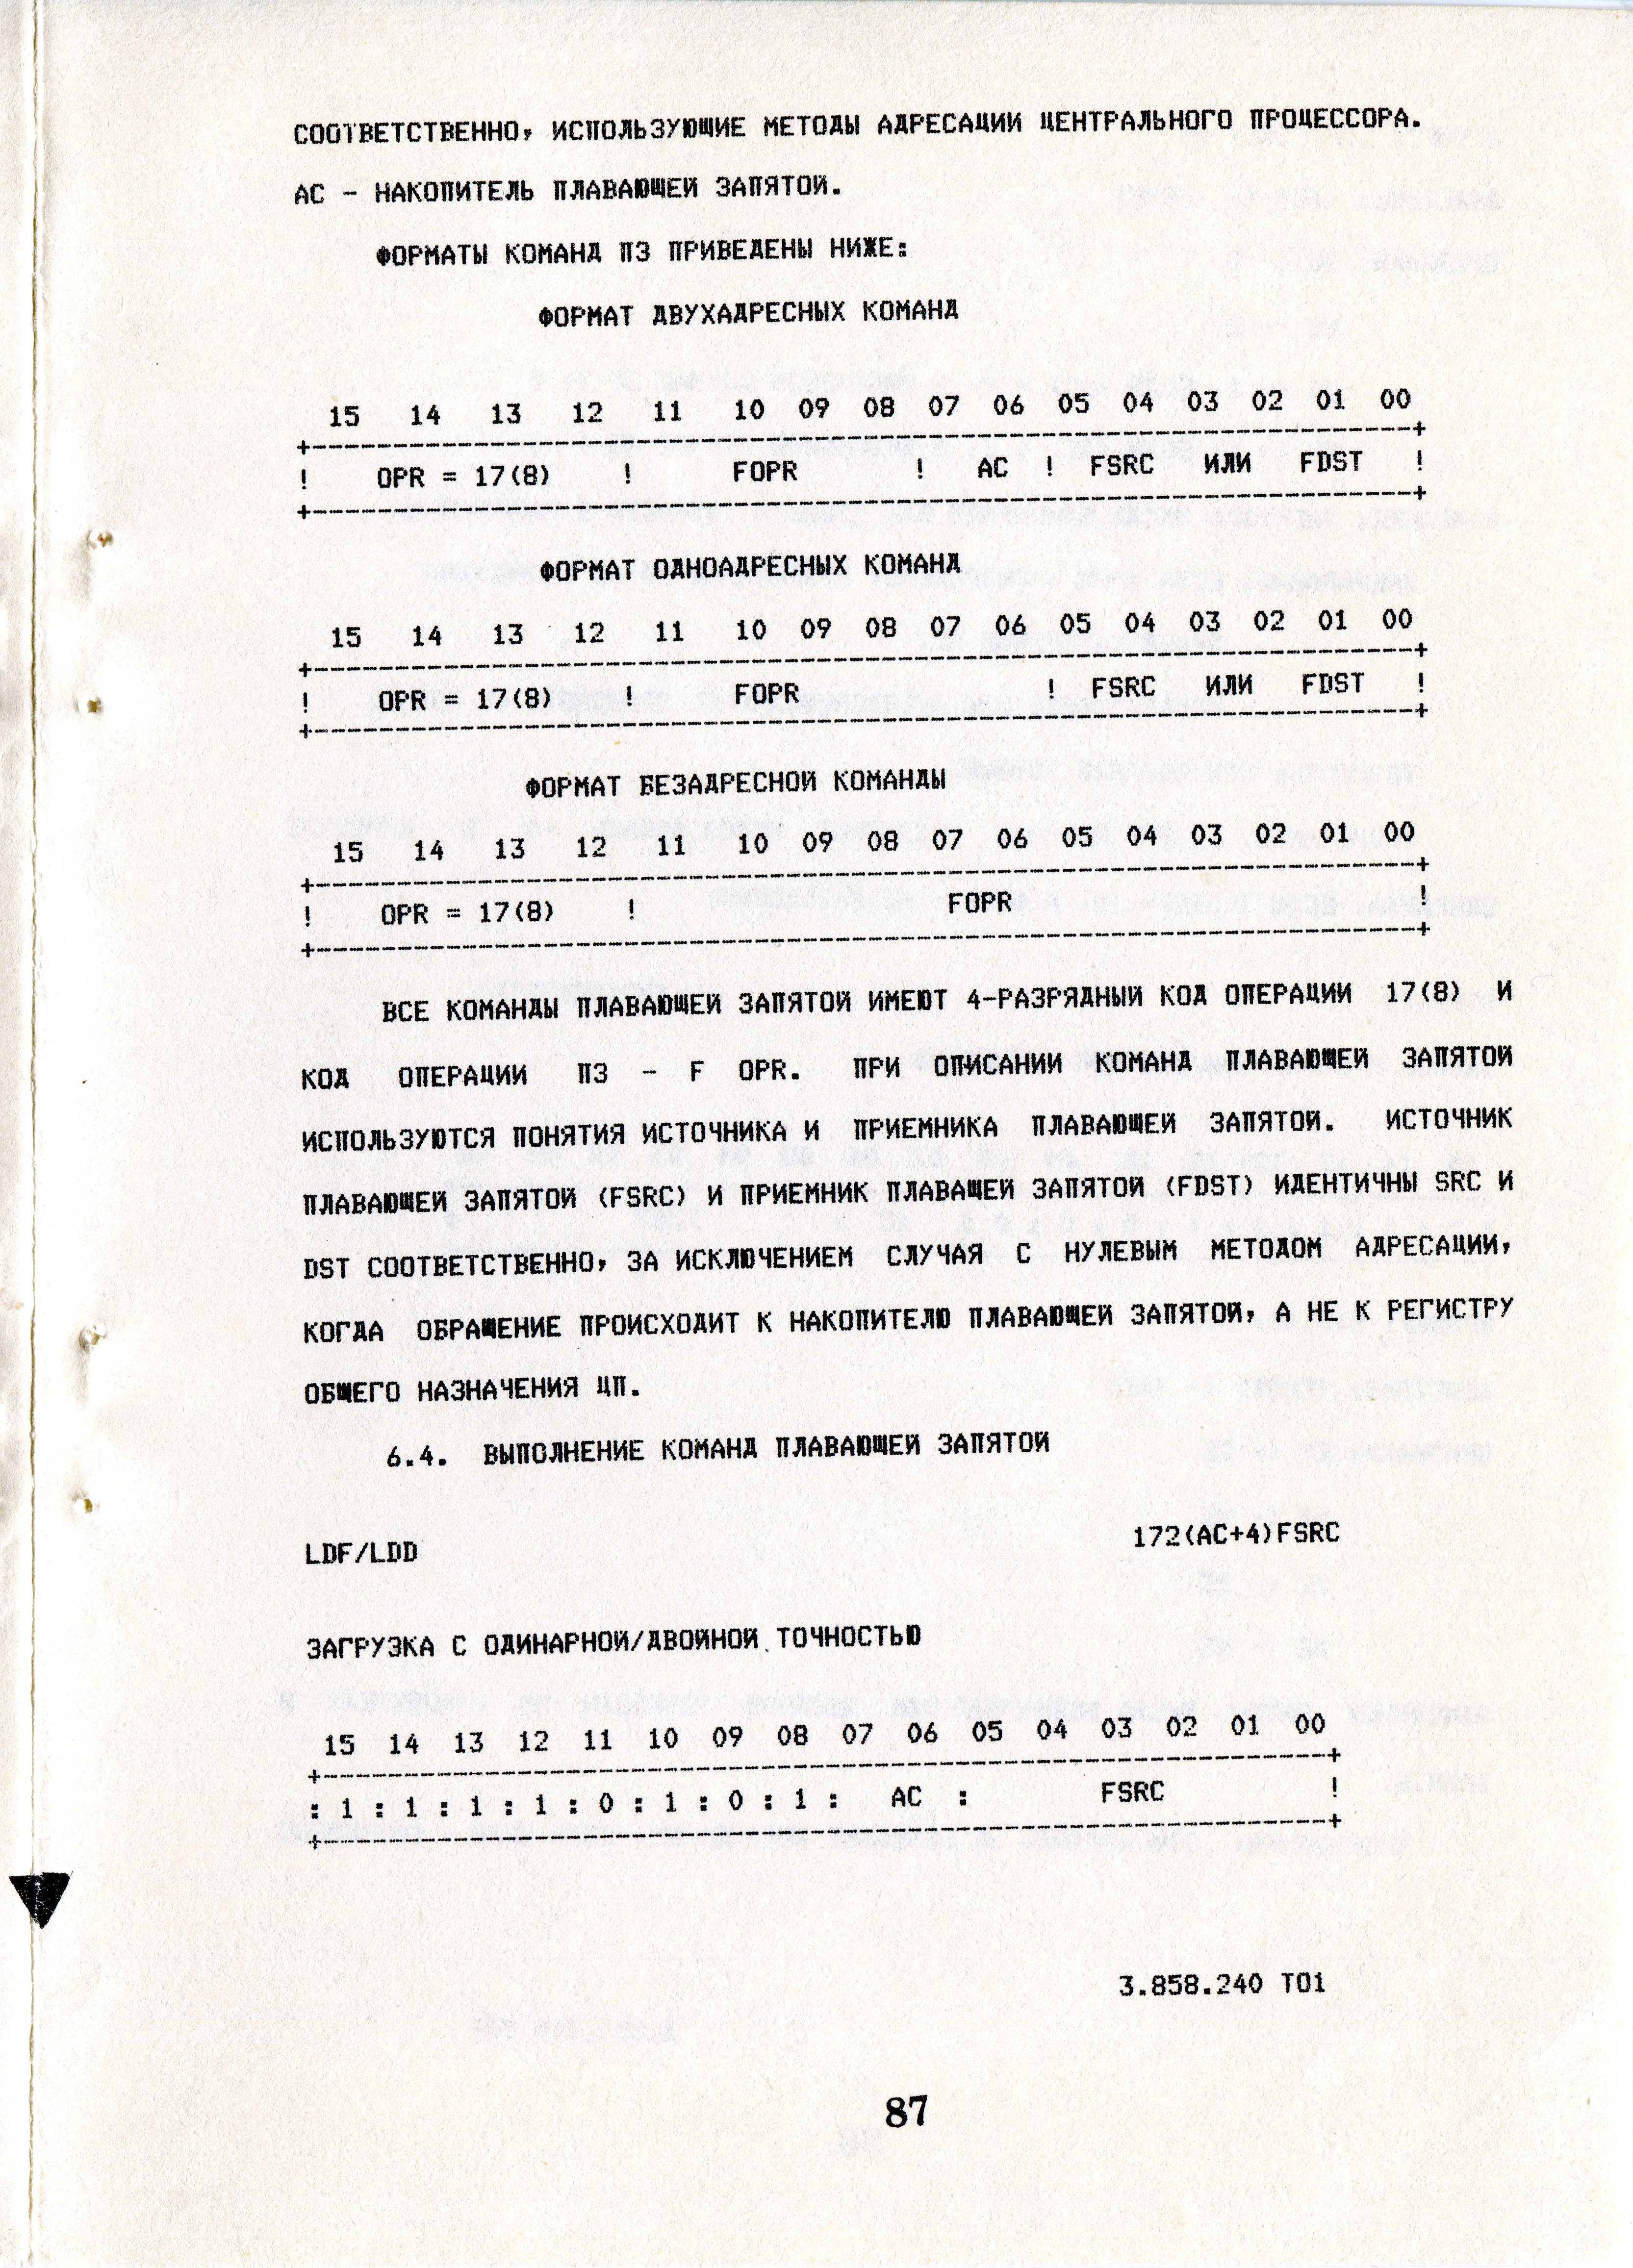 СООТВЕТСТВЕННО, ИСПОЛЬЗУЮЩИЕ МЕТОДЫ АДРЕСАЦИИ ЦЕНТРАЛЬНОГО ПРОЦЕССОРА.
АС - НАКОПИТЕЛЬ ПЛАВАЮЩЕЙ ЗАПЯТОЙ.
ФОРМАТЫ КОМАНД ПЗ ПРИВЕДЕНЫ НИЖЕ:
ФОРМАТ ДВУХАДРЕСНЫХ КОМАНД
15 14 13 12 11 10 09 08 07 06 05 04 03 02 01 00
+--------------------------------------------------------------------+
! OPR = 17(8) ! FOPR ! AC ! FSRC ИЛИ FDST !
+--------------------------------------------------------------------+
ФОРМАТ ОДНОАДРЕСНЫХ КОМАНД
15 14 13 12 11 10 09 08 07 06 05 04 03 02 01 00
+--------------------------------------------------------------------+
! OPR = 17(8) ! FOPR ! FSRC ИЛИ FDST !
+--------------------------------------------------------------------+
ФОРМАТ БЕЗАДРЕСНОЙ КОМАНДЫ
15 14 13 12 11 10 09 08 07 06 05 04 03 02 01 00
+--------------------------------------------------------------------+
! OPR = 17(8) ! FOPR !
+--------------------------------------------------------------------+
ВСЕ КОМАНДЫ ПЛАВАЮЩЕЙ ЗАПЯТОЙ ИМЕЮТ 4-РАЗРЯДНЫЙ КОД ОПЕРАЦИИ 17(8) И
КОД ОПЕРАЦИИ ПЗ - F OPR. ПРИ ОПИСАНИИ КОМАНД ПЛАВАЮЩЕЙ ЗАПЯТОЙ
ИСПОЛЬЗУЮТСЯ ПОНЯТИЯ ИСТОЧНИКА И ПРИЕМНИКА ПЛАВАЮЩЕЙ ЗАПЯТОЙ. ИСТОЧНИК
ПЛАВАЮЩЕЙ ЗАПЯТОЙ (FSRC) И ПРИЕМНИК ПЛАВАЩЕЙ ЗАПЯТОЙ (FDST) ИДЕНТИЧНЫ SRC И
DST СООТВЕТСТВЕННО, ЗА ИСКЛЮЧЕНИЕМ СЛУЧАЯ С НУЛЕВЫМ МЕТОДОМ АДРЕСАЦИИ,
КОГДА ОБРАЩЕНИЕ ПРОИСХОДИТ К НАКОПИТЕЛЮ ПЛАВАЮЩЕЙ ЗАПЯТОЙ, А НЕ К РЕГИСТРУ
ОБЩЕГО НАЗНАЧЕНИЯ ЦП.
6.4. ВЫПОЛНЕНИЕ КОМАНД ПЛАВАЮЩЕЙ ЗАПЯТОЙ
LDF/LDD 172(AC+4)FSRC
ЗАГРУЗКА С ОДИНАРНОЙ/ДВОЙНОЙ ТОЧНОСТЬЮ
15 14 13 12 11 10 09 08 07 06 05 04 03 02 01 00
+--------------------------------------------------------------+
: 1 : 1 : 1 : 1 : 0 : 1 : 0 : 1 : AC : FSRC !
+--------------------------------------------------------------+
3.858.240 ТО1
87